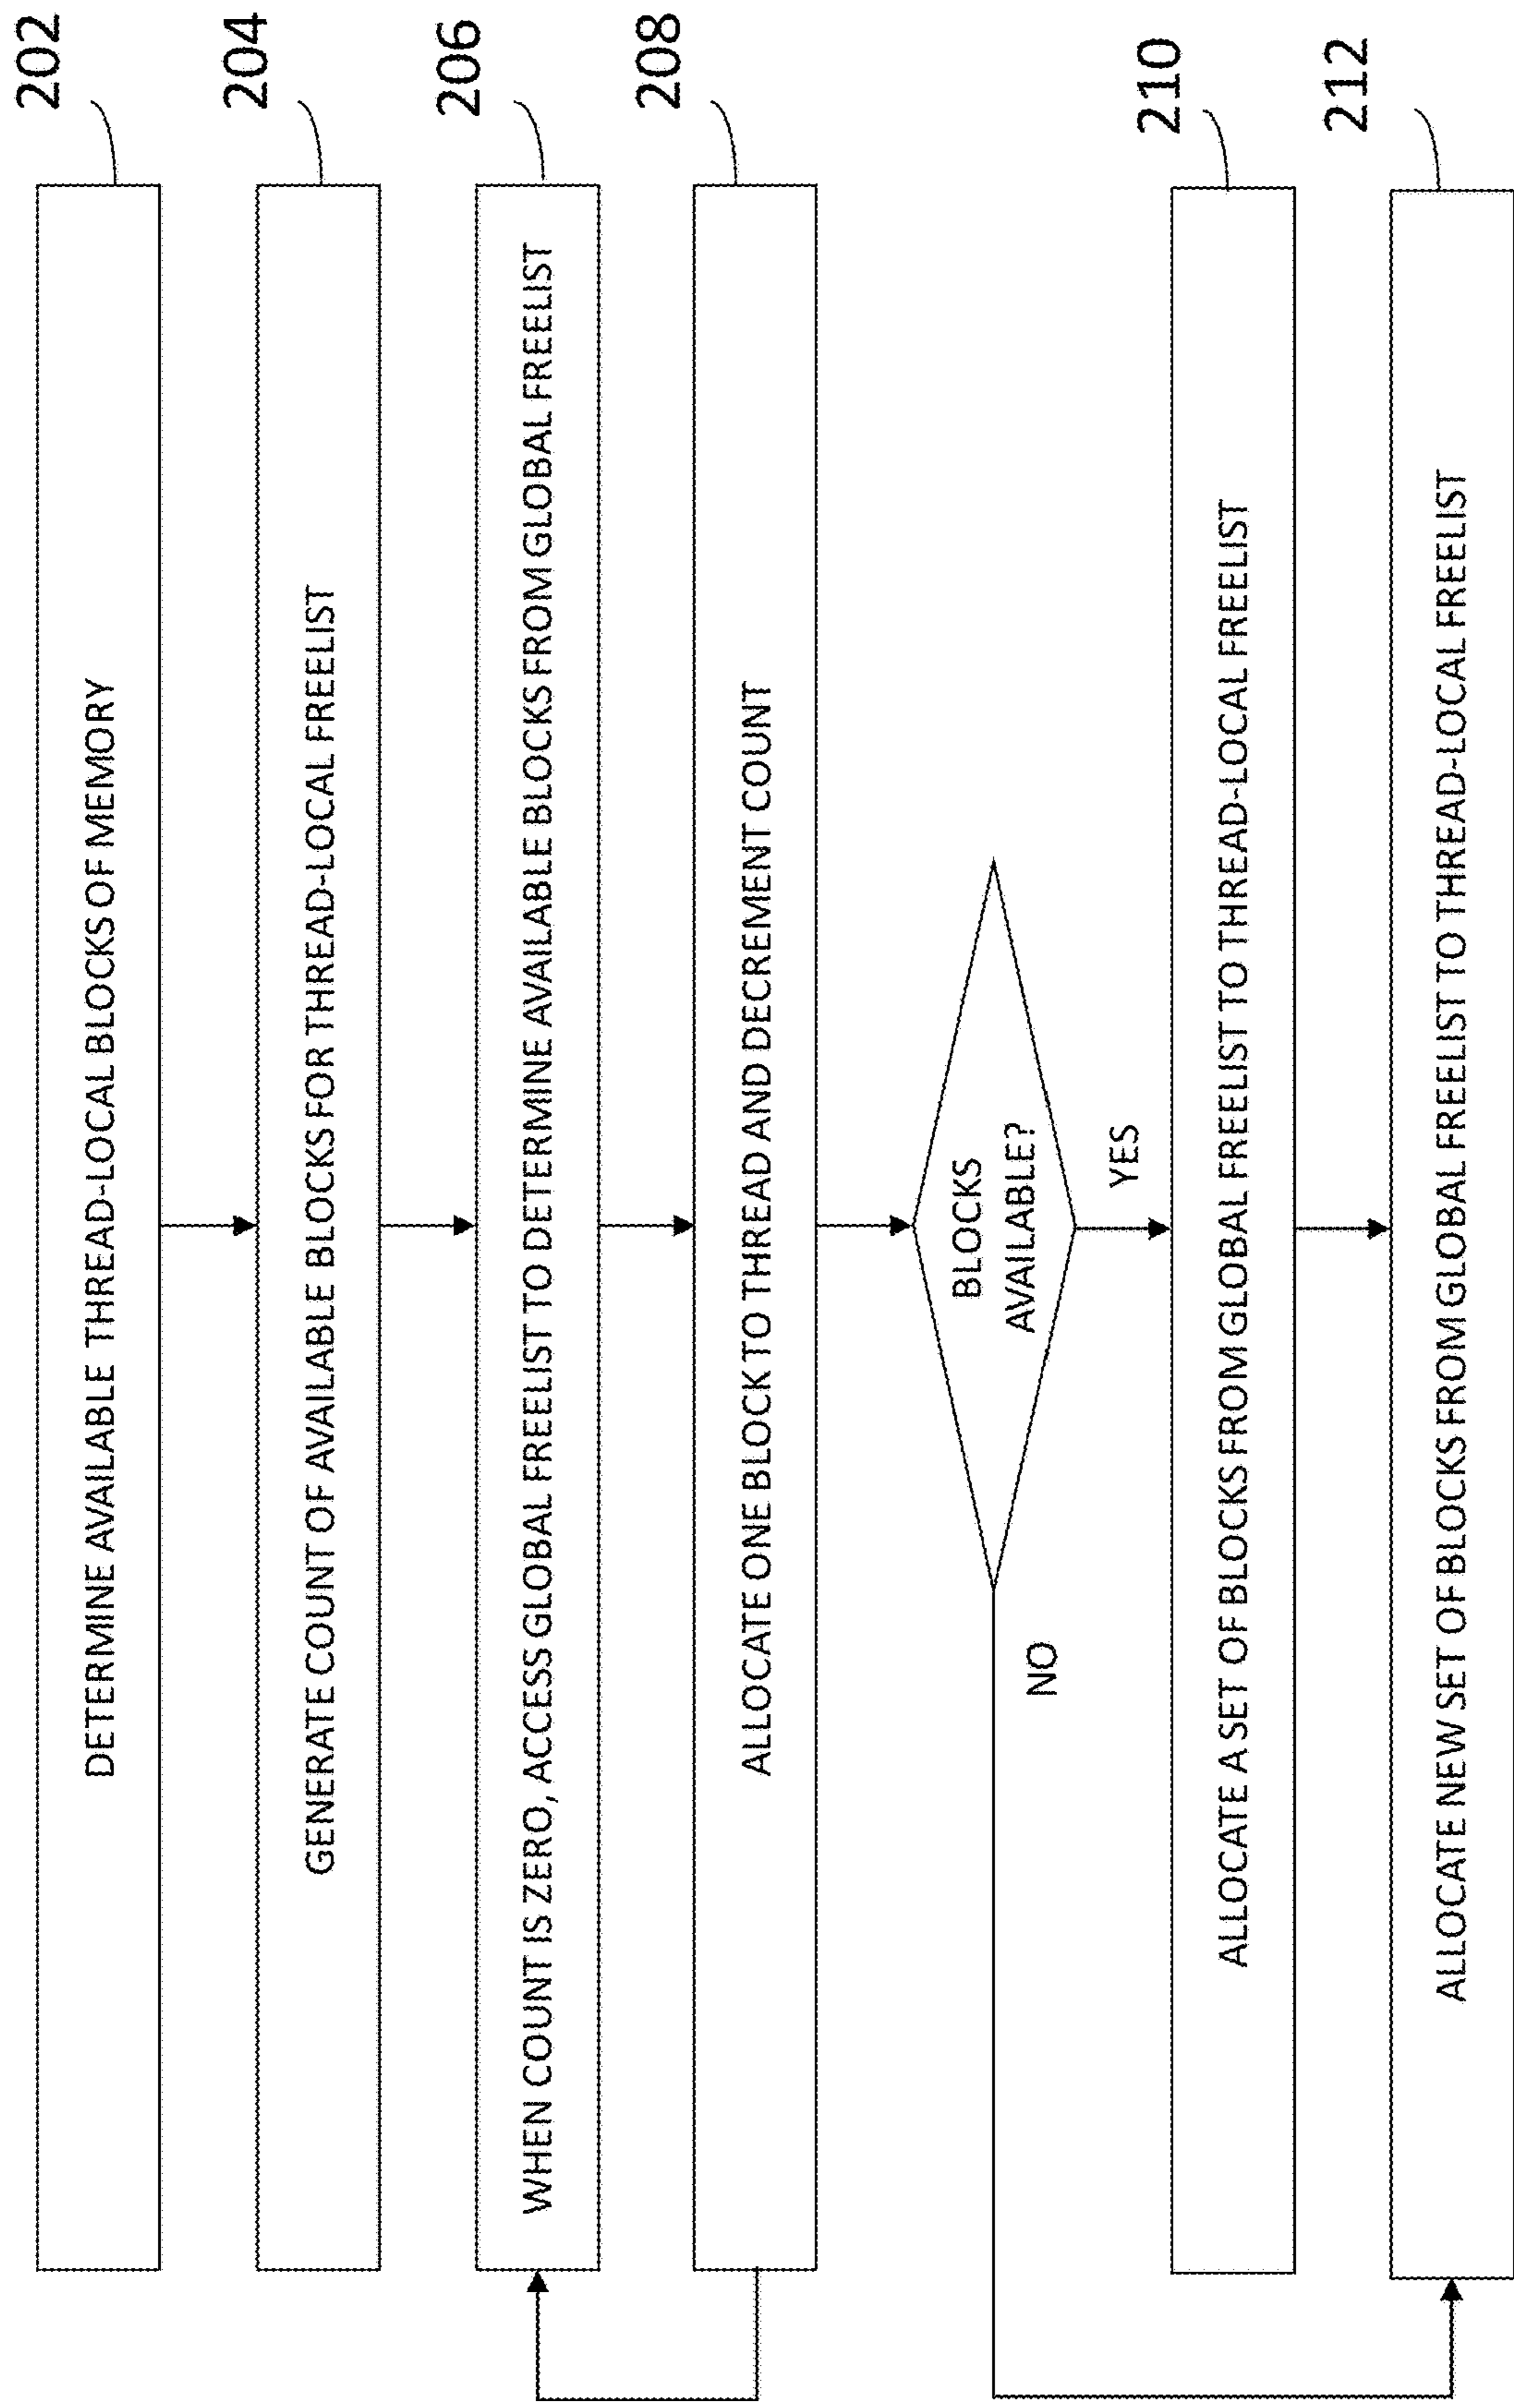 202
DETERMINE AVAILABLE THREAD-LOCAL BLOCKS OF MEMORY
204
GENERATE COUNT OF AVAILABLE BLOCKS FOR THREAD-LOCAL FREELIST
206
WHEN COUNT IS ZERO, ACCESS GLOBAL FREELIST TO DETERMINE AVAILABLE BLOCKS FROM GLOBAL FREELIST
208
ALLOCATE ONE BLOCK TO THREAD AND DECREMENT COUNT
BLOCKS
AVAILABLE?
NO
YES
210
ALLOCATE A SET OF BLOCKS FROM GLOBAL FREELIST TO THREAD-LOCAL FREELIST
212
ALLOCATE NEW SET OF BLOCKS FROM GLOBAL FREELIST TO THREAD-LOCAL FREELIST